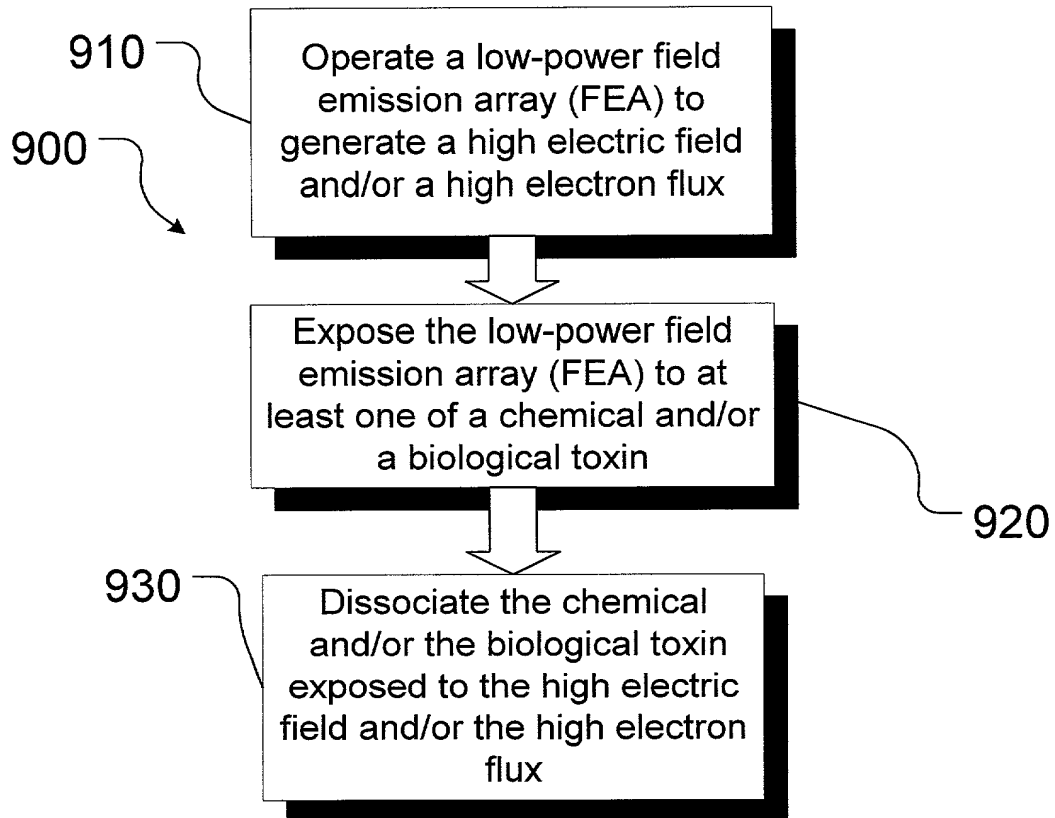 910
Operate a low-power field
emission array (FEA) to
generate a high electric field
and/or a high electron flux
900
Expose the low-power field
emission array (FEA) to at
least one of a chemical and/or
a biological toxin
920
930
Dissociate the chemical
and/or the biological toxin
exposed to the high electric
field and/or the high electron
flux